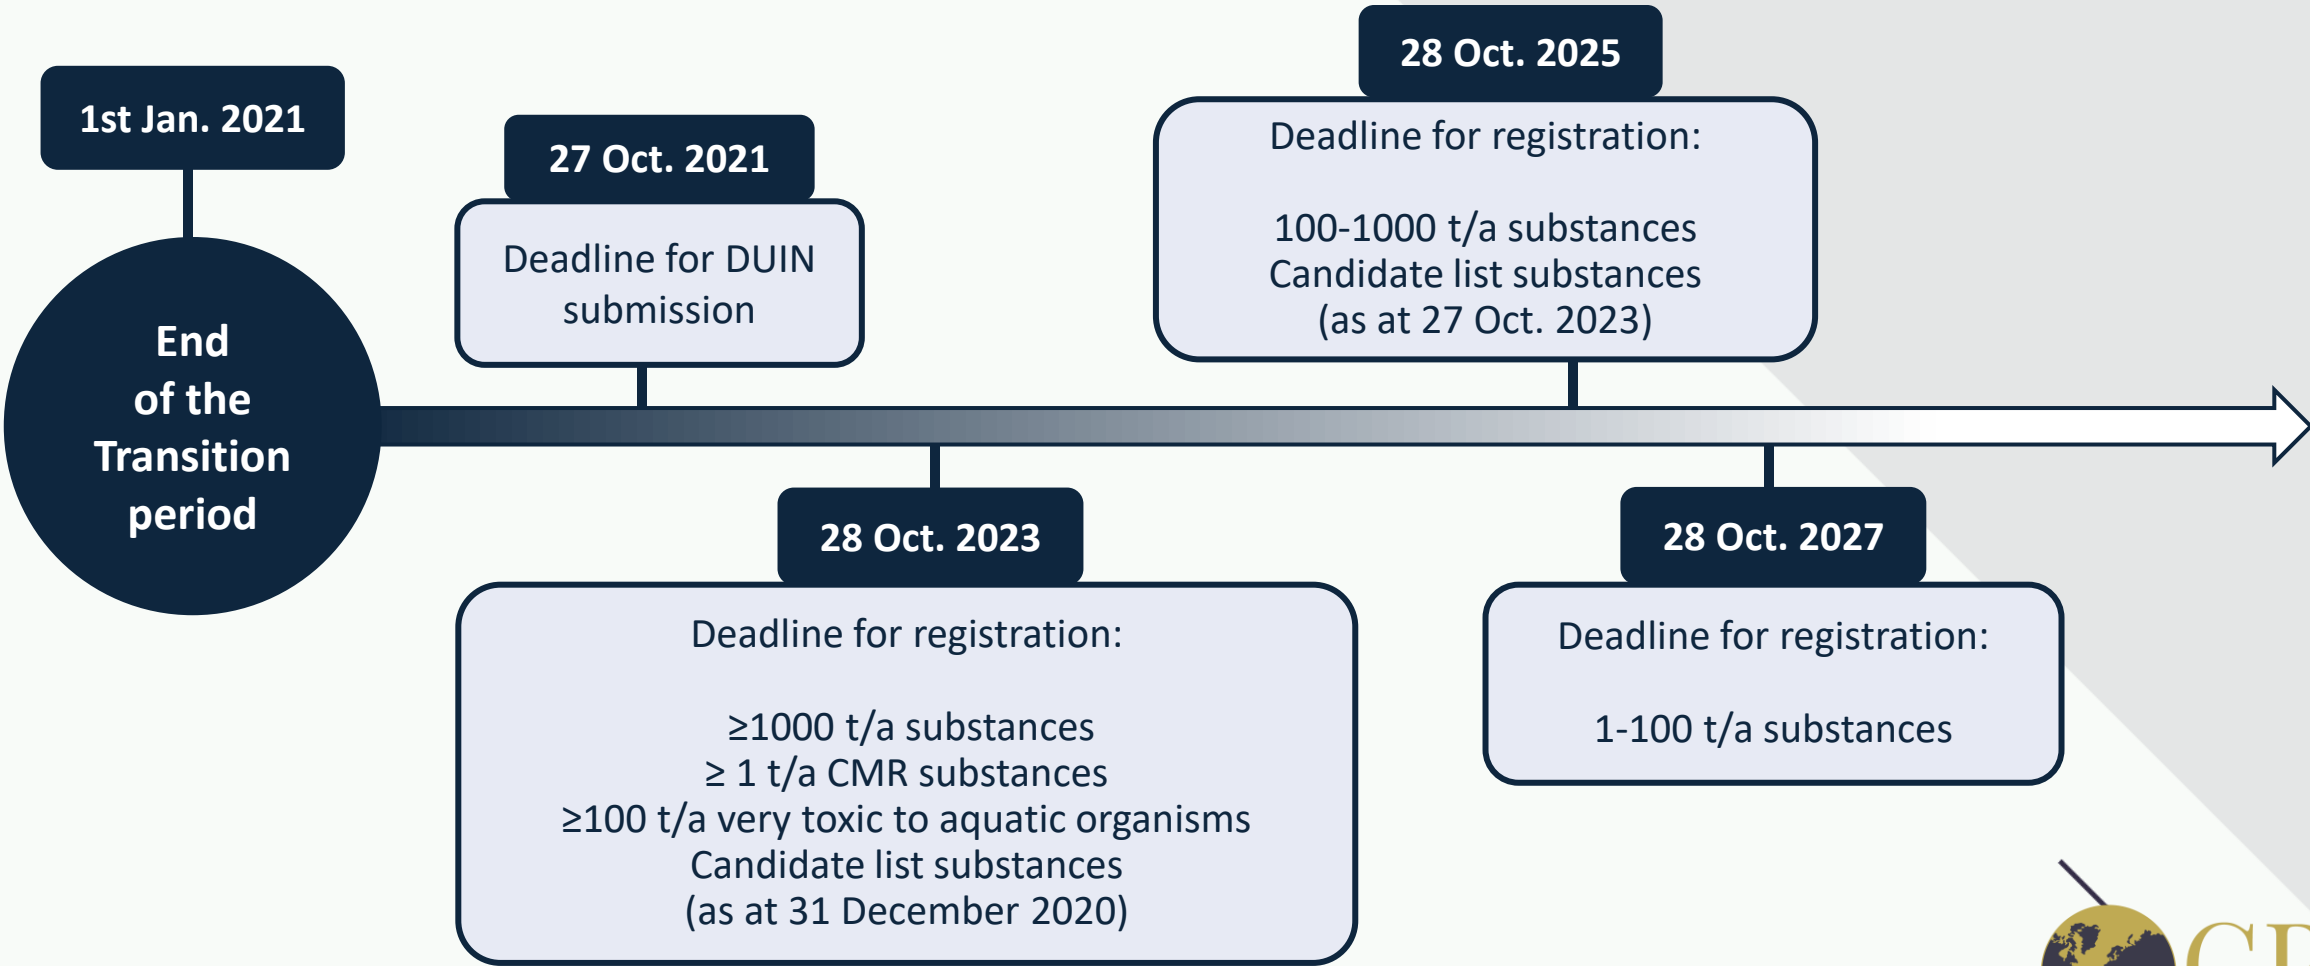 1st Jan. 2021
End
of the
Transition
period
27 Oct. 2021
Deadline for DUIN
submission
28 Oct. 2023
Deadline for registration:
≥1000 t/a substances
≥ 1 t/a CMR substances
≥100 t/a very toxic to aquatic organisms
Candidate list substances
(as at 31 December 2020)
28 Oct. 2025
Deadline for registration:
100-1000 t/a substances
Candidate list substances
(as at 27 Oct. 2023)
28 Oct. 2027
Deadline for registration:
1-100 t/a substances